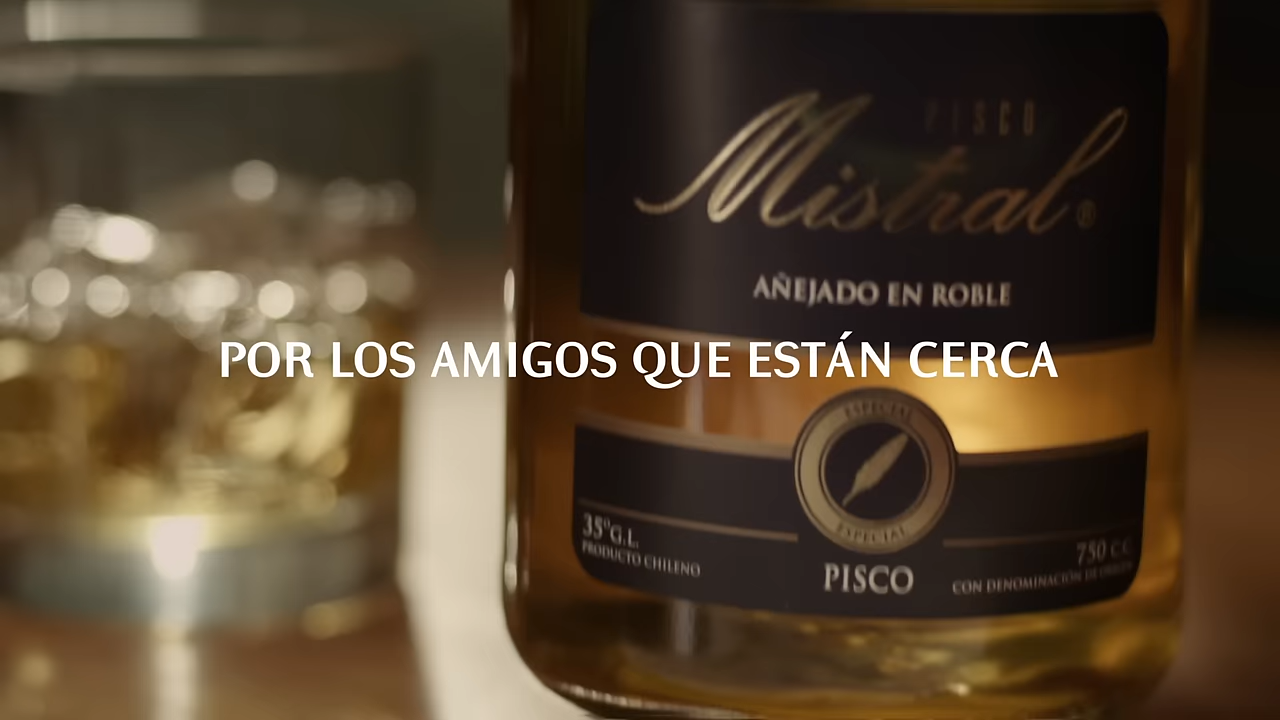 PISCO
Mistral®
AÑEJADO EN ROBLE
POR LOS AMIGOS QUE ESTÁN CERCA
ESPECIAL
ESPECIAL
35°G.L.
PRODUCTO CHILENO
750 CC
CON DENOMINACIÓN DE ORIGEN
PISCO